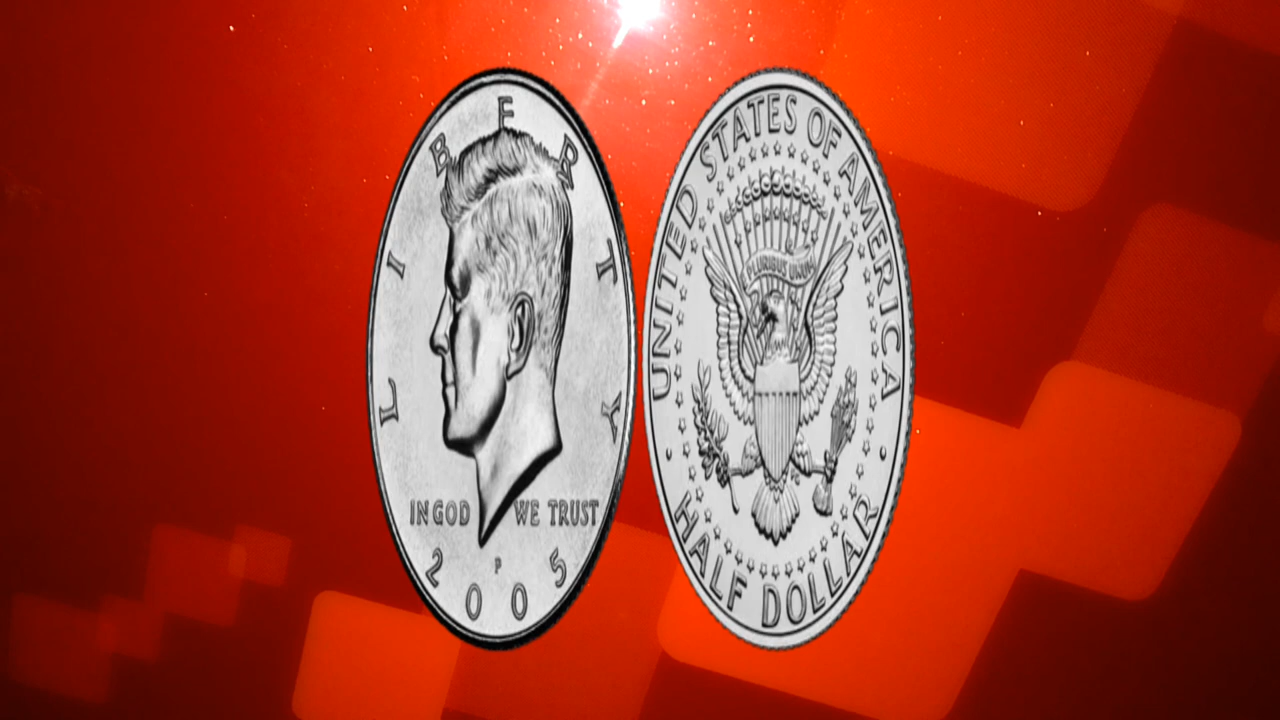 LIBERTY
IN GOD WE TRUST
P
2005
UNITED STATES OF AMERICA
PLURIBUS UNUM
HALF DOLLAR